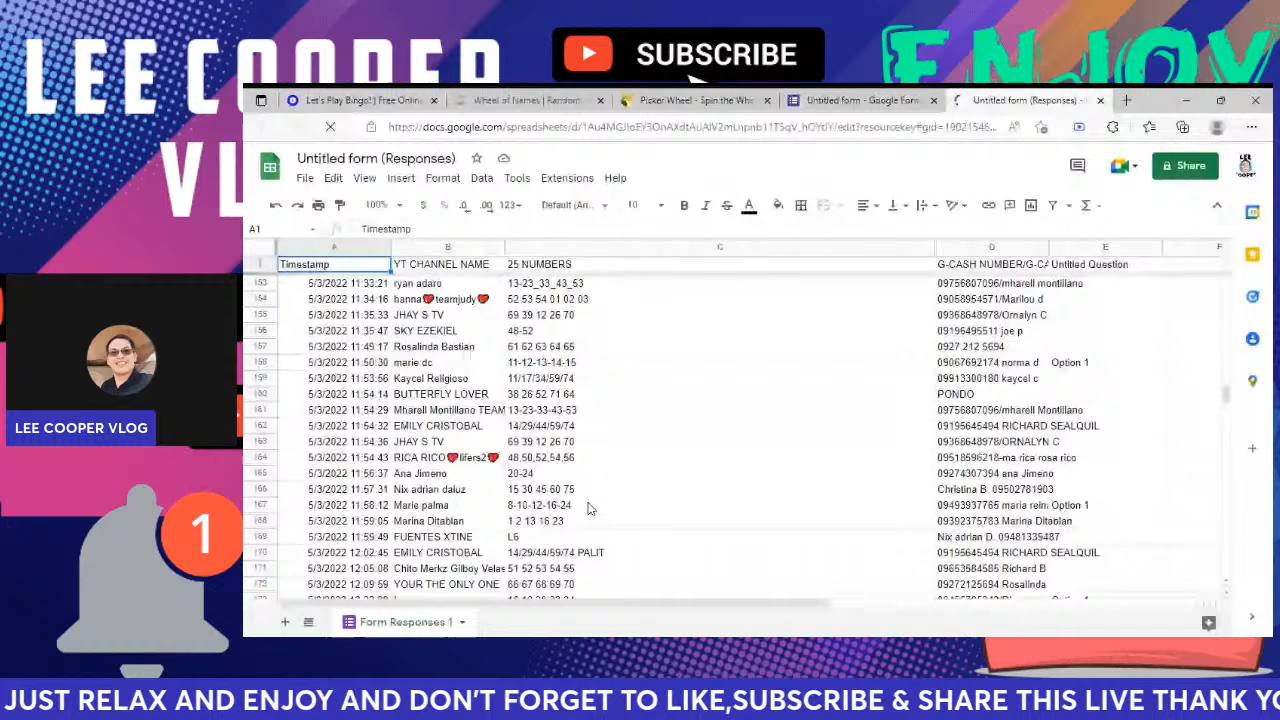 LEE COOPER
VL
SUBSCRIBE
ENJOY
Let's Play Bingo! | Free Online
Wheel of Names | Random
Picker Wheel - Spin the Whe
Untitled form - Google Form
Untitled form (Responses) -
Untitled form (Responses)
File Edit View Insert Format Data Tools Extensions Help
Share
100% $ % .0 .00 123 Default (Ari... 10
A1 Timestamp
A B C D E F
1 Timestamp YT CHANNEL NAME 25 NUMBERS G-CASH NUMBER/G-CA Untitled Question
153 5/3/2022 11:33:21 ryan adaro 13-23_33_43_53 09756807096/mharell montillano
154 5/3/2022 11:34:16 hanna❤teamjudy❤ 52 53 54 01 02 03 09068954571/Marilou d
155 5/3/2022 11:35:33 JHAY S TV 69 39 12 26 70 09368648978/Ornalyn C
156 5/3/2022 11:35:47 SKY EZEKIEL 48-52 09196495511 joe p
157 5/3/2022 11:49:17 Rosalinda Bastian 61 62 63 64 65 0927 212 5694
158 5/3/2022 11:50:30 marie dc 11-12-13-14-15 09067692174 norma d Option 1
159 5/3/2022 11:53:56 Kaycel Religioso 11/17/34/59/74 09913300180 kaycel c
160 5/3/2022 11:54:14 BUTTERFLY LOVER 38 26 52 71 64 PONDO
161 5/3/2022 11:54:29 Mharell Montillano TEAM 13-23-33-43-53 09756807096/mharell Montillano
162 5/3/2022 11:54:32 EMILY CRISTOBAL 14/29/44/59/74 09196645494 RICHARD SEALQUIL
163 5/3/2022 11:54:36 JHAY S TV 69 39 12 26 70 09368648978/ORNALYN C
164 5/3/2022 11:54:43 RICA RICO❤lifers2❤ 48,50,52,54,56 09518596218-ma rica rosa rico
165 5/3/2022 11:56:37 Ana Jimeno 20-24 09274307394 ana Jimeno
166 5/3/2022 11:57:31 Nix adrian daluz 15 30 45 60 75 Christina B. 09502781903
167 5/3/2022 11:58:12 Marie palma 8-10-12-16-24 09493937765 maria rein Option 1
168 5/3/2022 11:59:05 Marina Ditablan 1 2 13 16 23 09392375783 Marina Ditablan
169 5/3/2022 11:59:49 FUENTES XTINE L6 Nix adrian D. 09481339487
170 5/3/2022 12:02:45 EMILY CRISTOBAL 14/29/44/59/74 PALIT 09196645494 RICHARD SEALQUIL
171 5/3/2022 12:05:08 Chito Merkz Gilboy Velas 51 52 53 54 55 09653684585 Richard B
172 5/3/2022 12:09:59 YOUR THE ONLY ONE 66 67 68 69 70 09272125694 Rosalinda
Form Responses 1
LEE COOPER VLOG
1
JUST RELAX AND ENJOY AND DON'T FORGET TO LIKE,SUBSCRIBE & SHARE THIS LIVE THANK YO